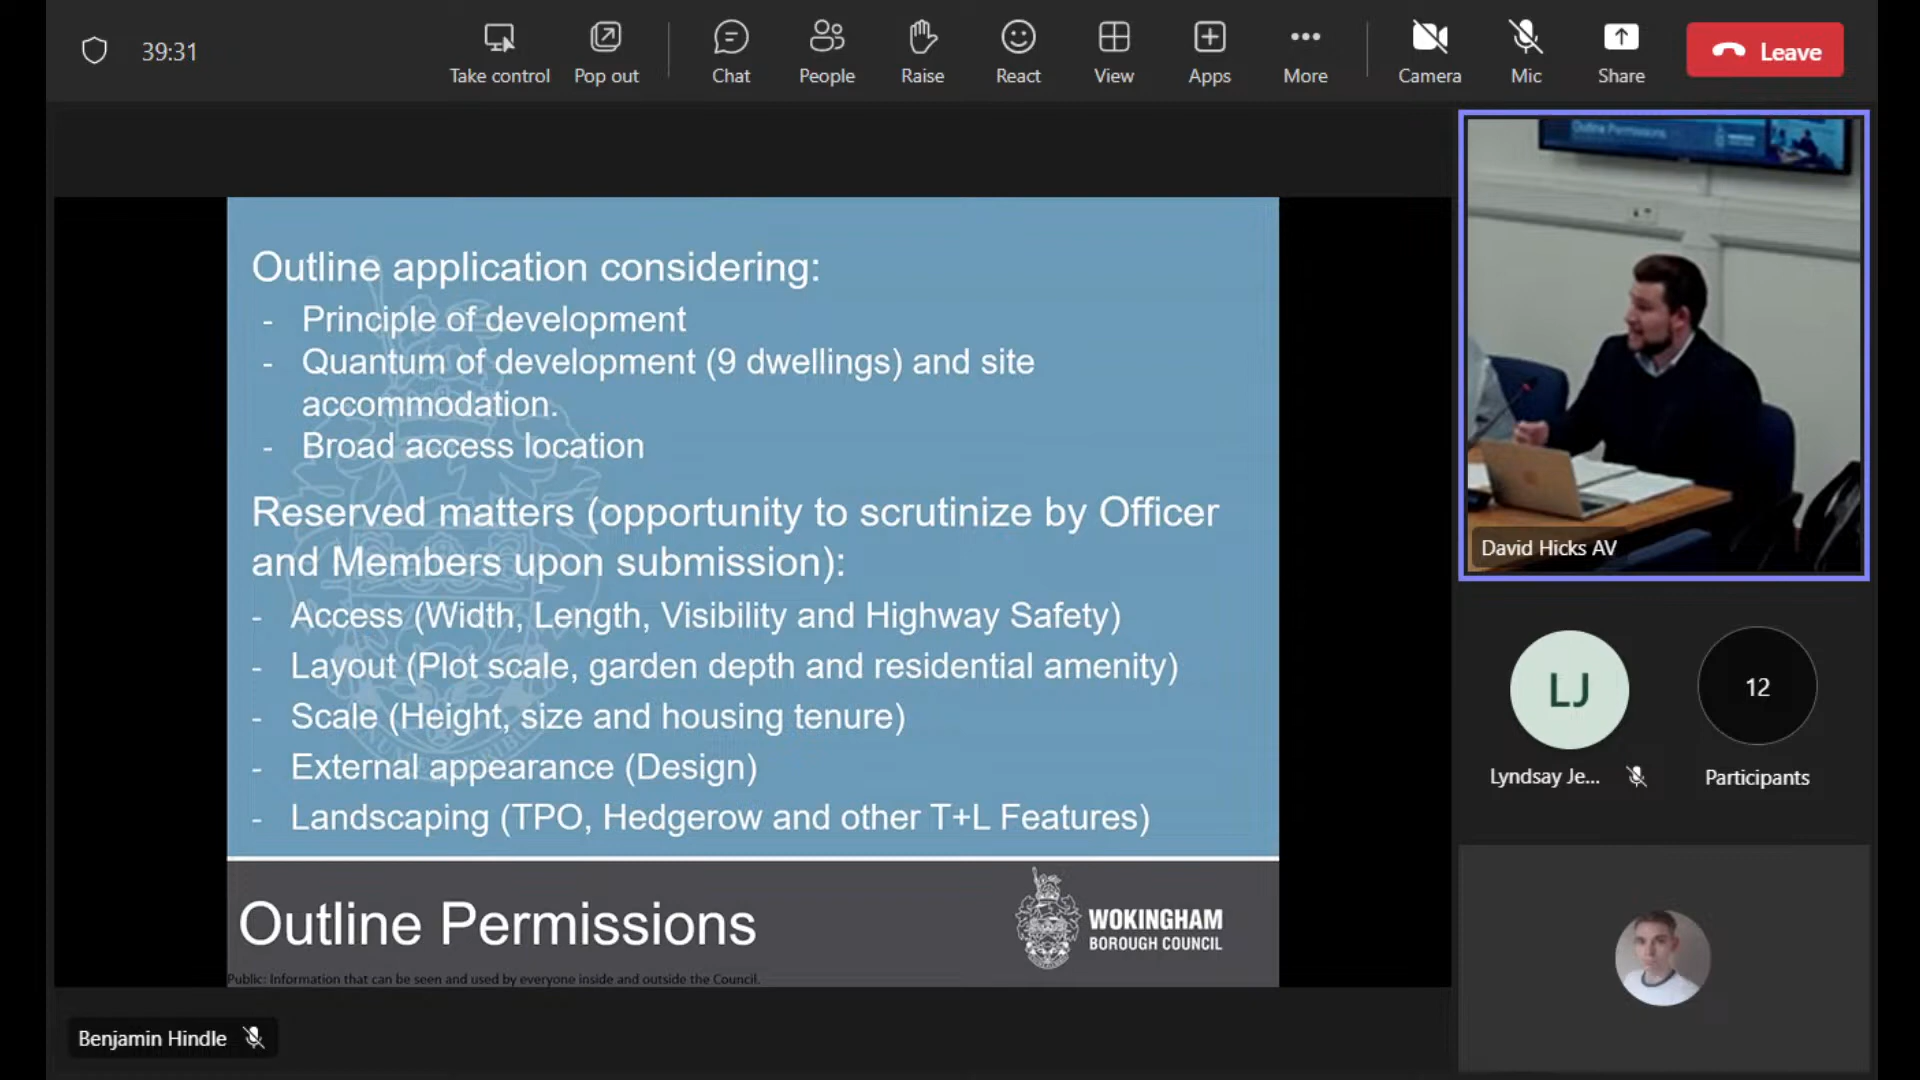 39:31
Take control
Pop out
Chat
People
Raise
React
View
Apps
More
Camera
Mic
Share
Leave
Outline application considering:
- Principle of development
- Quantum of development (9 dwellings) and site
accommodation.
- Broad access location
Reserved matters (opportunity to scrutinize by Officer
and Members upon submission):
- Access (Width, Length, Visibility and Highway Safety)
- Layout (Plot scale, garden depth and residential amenity)
- Scale (Height, size and housing tenure)
- External appearance (Design)
- Landscaping (TPO, Hedgerow and other T+L Features)
Outline Permissions
WOKINGHAM
BOROUGH COUNCIL
Public: Information that can be seen and used by everyone inside and outside the Council.
Benjamin Hindle
Outline Permissions
David Hicks AV
LJ
Lyndsay Je...
12
Participants